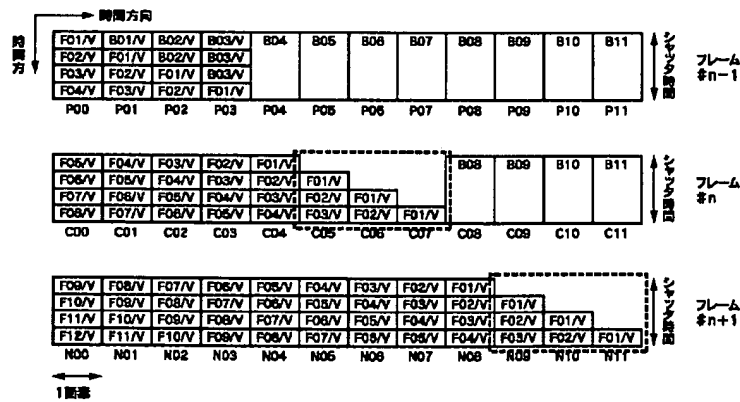 時間方向
時間方
F01/V B01/V B02/V B03/V B04 B05 B06 B07 B08 B09 B10 B11
F02/V F01/V B02/V B03/V
F03/V F02/V F01/V B03/V
F04/V F03/V F02/V F01/V
P00 P01 P02 P03 P04 P05 P06 P07 P08 P09 P10 P11
シャッタ時間
フレーム
#n-1
F05/V F04/V F03/V F02/V F01/V B08 B09 B10 B11
F06/V F05/V F04/V F03/V F02/V F01/V
F07/V F06/V F05/V F04/V F03/V F02/V F01/V
F08/V F07/V F06/V F05/V F04/V F03/V F02/V F01/V
C00 C01 C02 C03 C04 C05 C06 C07 C08 C09 C10 C11
シャッタ時間
フレーム
#n
F09/V F08/V F07/V F06/V F05/V F04/V F03/V F02/V F01/V
F10/V F09/V F08/V F07/V F06/V F05/V F04/V F03/V F02/V F01/V
F11/V F10/V F09/V F08/V F07/V F06/V F05/V F04/V F03/V F02/V F01/V
F12/V F11/V F10/V F09/V F08/V F07/V F06/V F05/V F04/V F03/V F02/V F01/V
N00 N01 N02 N03 N04 N05 N06 N07 N08 N09 N10 N11
シャッタ時間
フレーム
#n+1
1画素